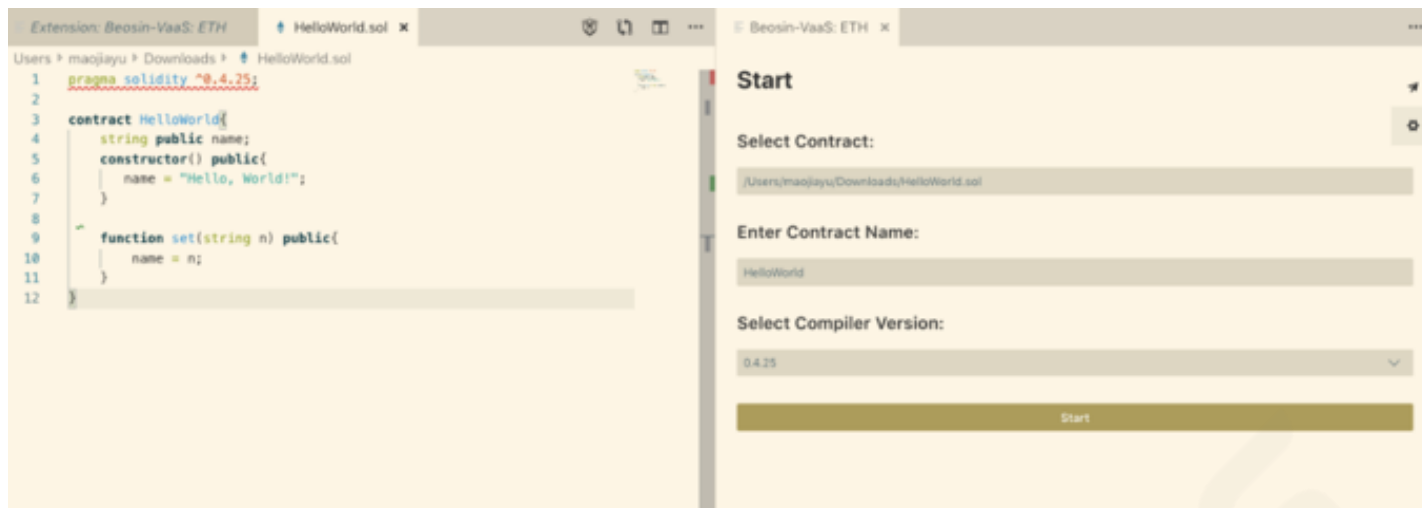 Extension: Beosin-VaaS: ETH
HelloWorld.sol ×
Users › maojiayu › Downloads › HelloWorld.sol
1 pragma solidity ^0.4.25;
2
3 contract HelloWorld{
4 string public name;
5 constructor() public{
6 name = "Hello, World!";
7 }
8
9 function set(string n) public{
10 name = n;
11 }
12 }
Beosin-VaaS: ETH ×
Start
Select Contract:
/Users/maojiayu/Downloads/HelloWorld.sol
Enter Contract Name:
HelloWorld
Select Compiler Version:
0.4.25
Start